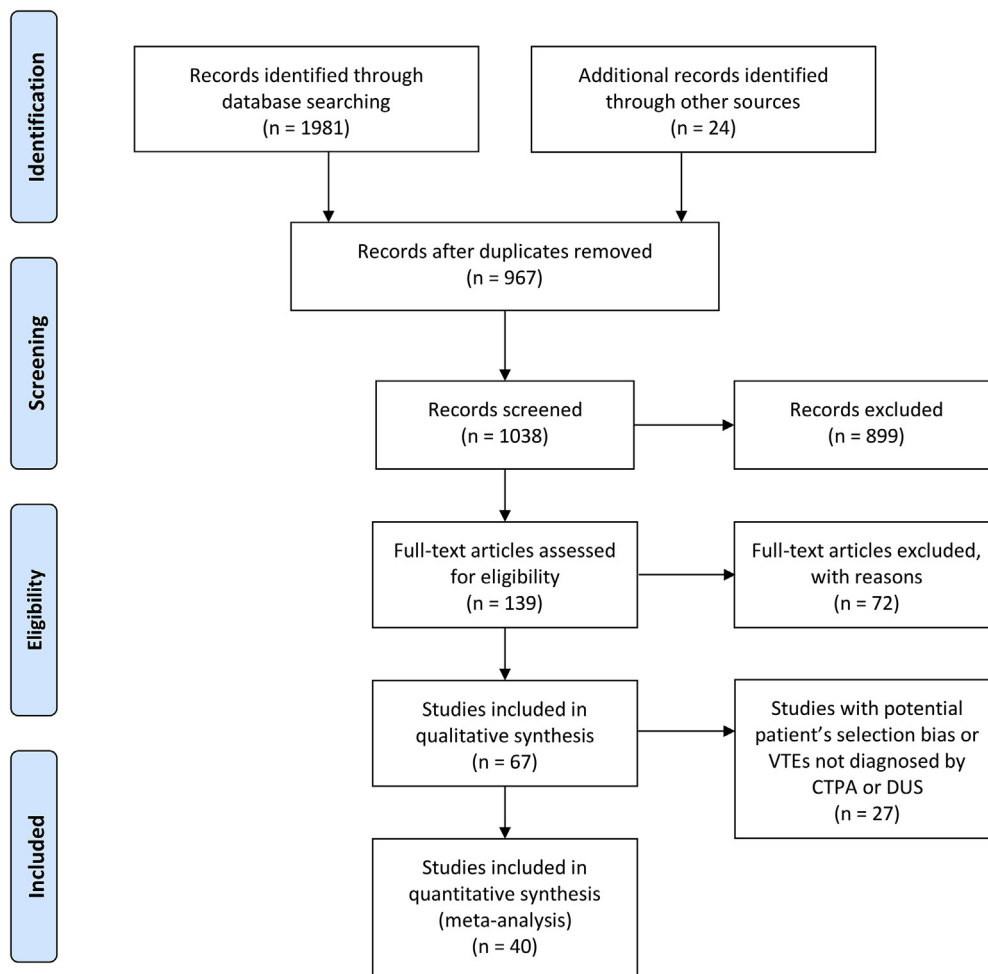 Identification
Records identified through
database searching
(n = 1981)
Additional records identified
through other sources
(n = 24)
Records after duplicates removed
(n = 967)
Screening
Records screened
(n = 1038)
Records excluded
(n = 899)
Eligibility
Full-text articles assessed
for eligibility
(n = 139)
Full-text articles excluded,
with reasons
(n = 72)
Studies included in
qualitative synthesis
(n = 67)
Studies with potential
patient’s selection bias or
VTEs not diagnosed by
CTPA or DUS
(n = 27)
Included
Studies included in
quantitative synthesis
(meta-analysis)
(n = 40)